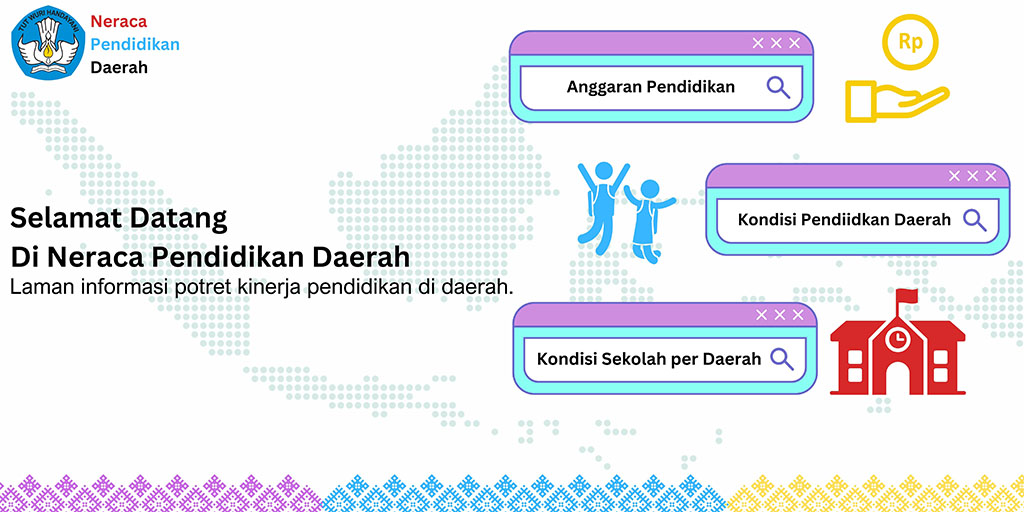 TUT WURI HANDAYANI
Neraca
Pendidikan
Daerah
Selamat Datang
Di Neraca Pendidikan Daerah
Laman informasi potret kinerja pendidikan di daerah.
Anggaran Pendidikan
Rp
Kondisi Pendiidkan Daerah
Kondisi Sekolah per Daerah